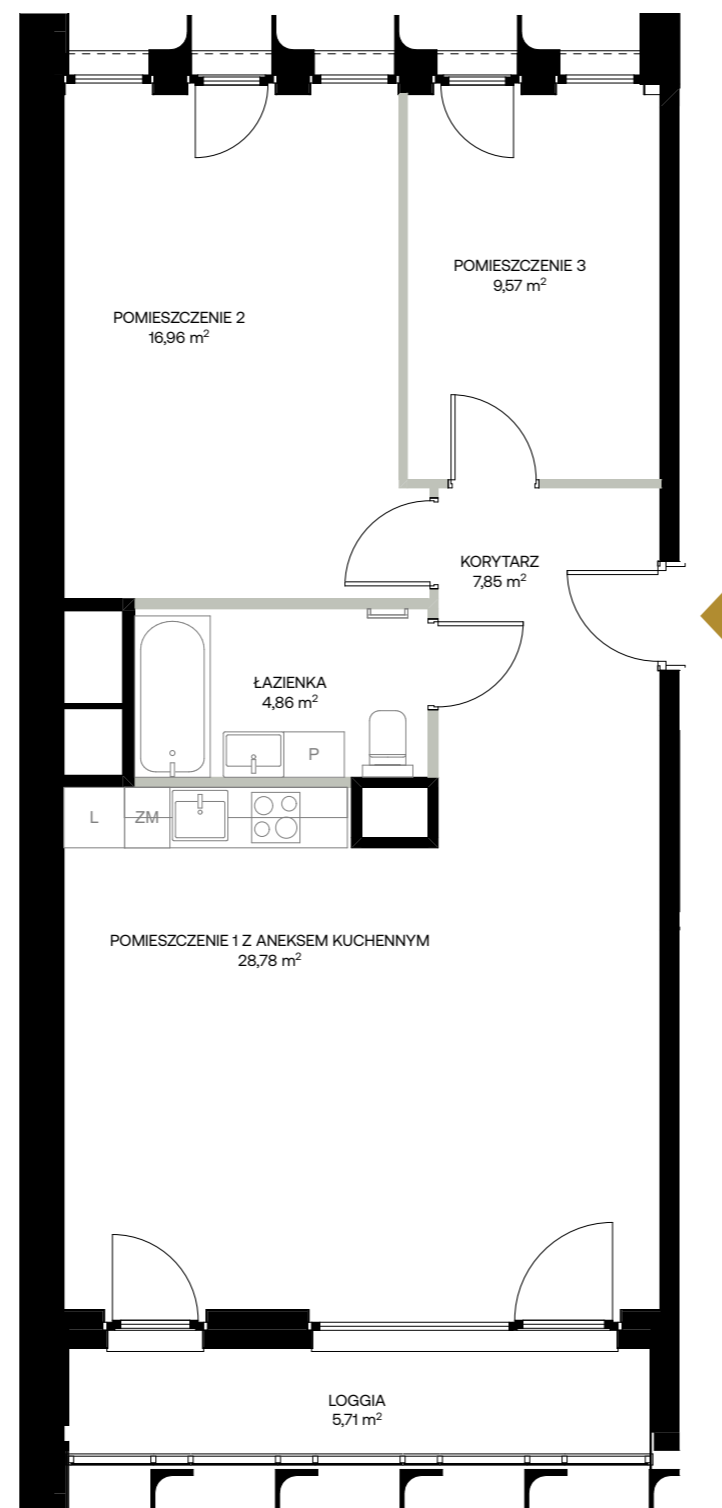 POMIESZCZENIE 3
9,57 m²
POMIESZCZENIE 2
16,96 m²
KORYTARZ
7,85 m²
ŁAZIENKA
4,86 m²
P
L
ZM
POMIESZCZENIE 1 Z ANEKSEM KUCHENNYM
28,78 m²
LOGGIA
5,71 m²